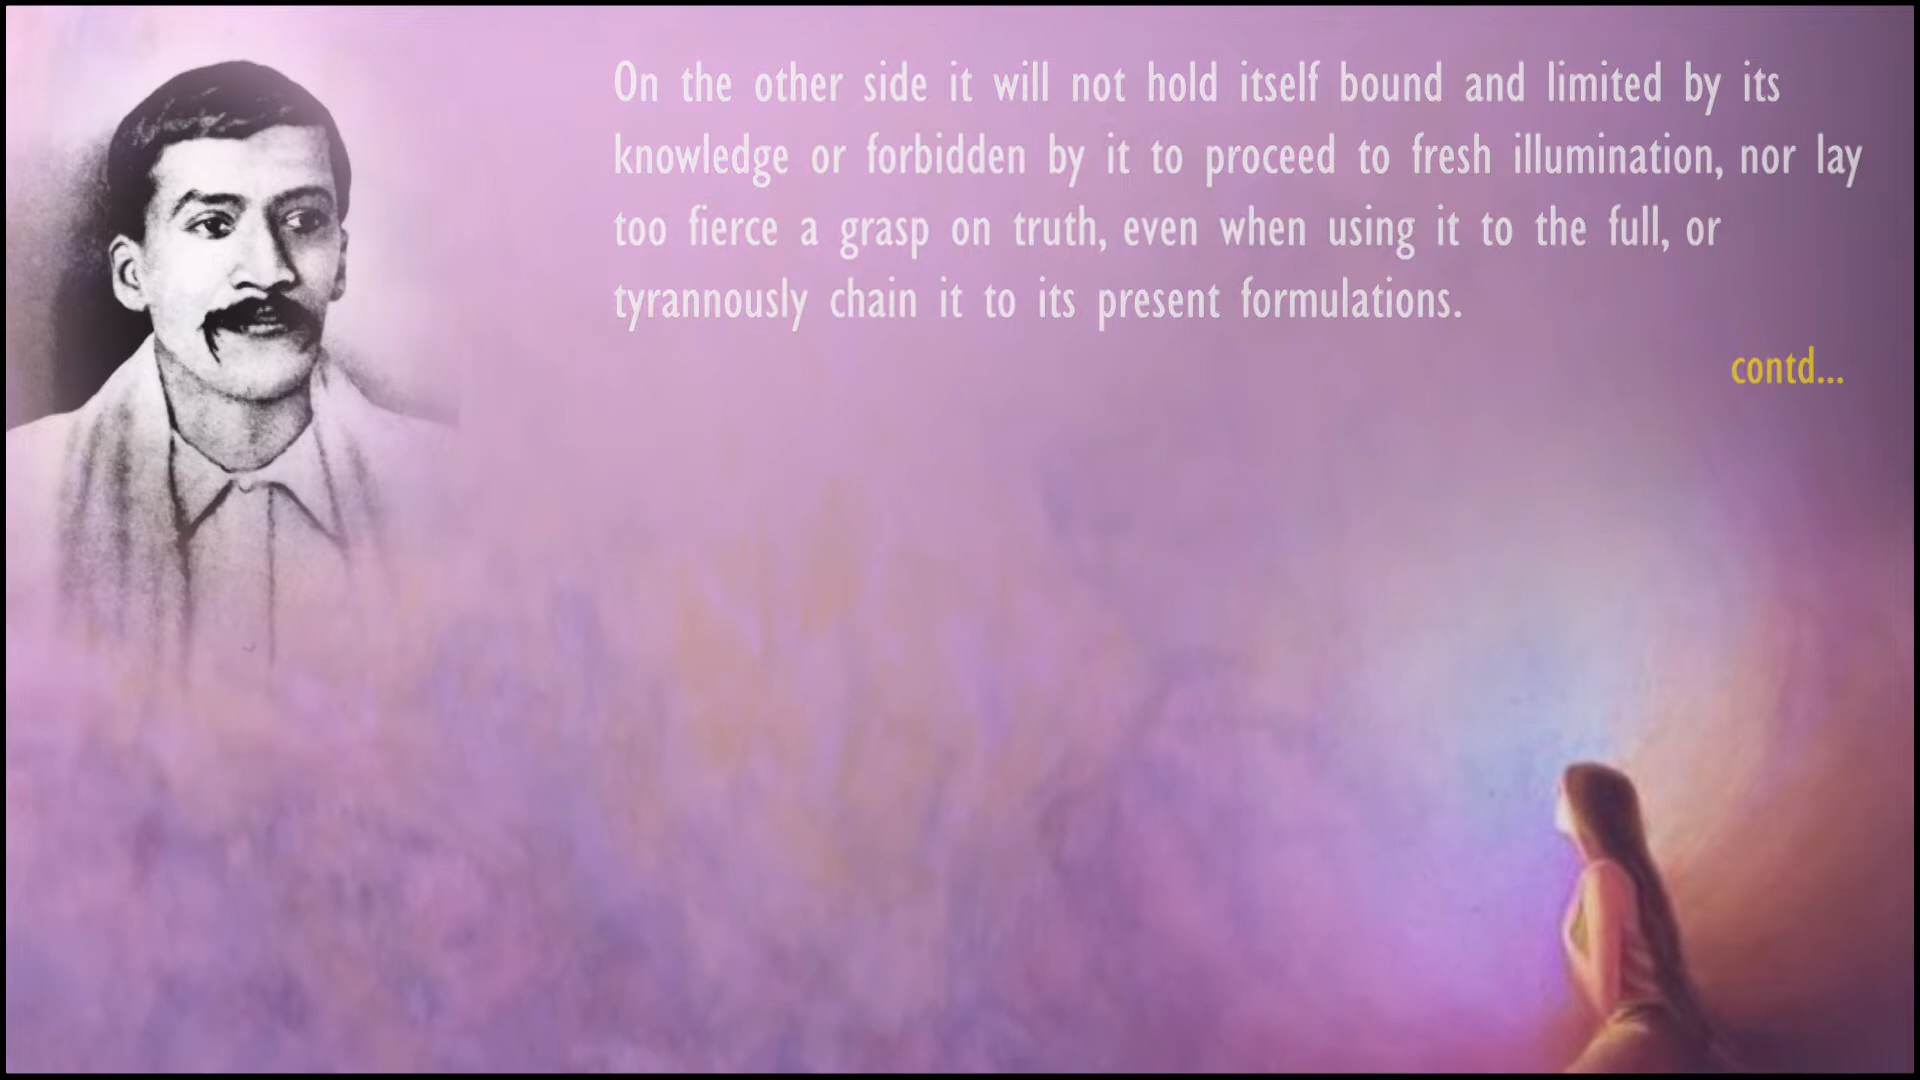 On the other side it will not hold itself bound and limited by its
knowledge or forbidden by it to proceed to fresh illumination, nor lay
too fierce a grasp on truth, even when using it to the full, or
tyrannously chain it to its present formulations.
contd...